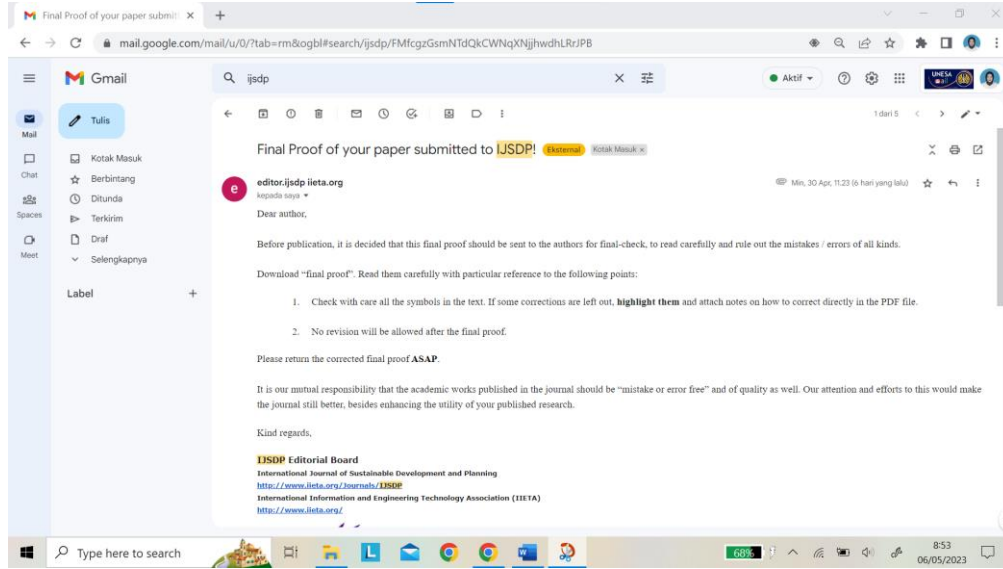 Final Proof of your paper submitt
mail.google.com/mail/u/0/?tab=rm&ogbl#search/ijsdp/FMfcgzGsmNTdQkCWNqXNjjhwdhLRrJPB
Gmail
ijsdp
Aktif
UNESA
Mail
Chat
Spaces
Meet
Tulis
Kotak Masuk
Berbintang
Ditunda
Terkirim
Draf
Selengkapnya
Label
1 dari 5
Final Proof of your paper submitted to IJSDP! Eksternal Kotak Masuk ×
e
editor.ijsdp iieta.org
Min, 30 Apr, 11.23 (6 hari yang lalu)
kepada saya
Dear author,
Before publication, it is decided that this final proof should be sent to the authors for final-check, to read carefully and rule out the mistakes / errors of all kinds.
Download “final proof”. Read them carefully with particular reference to the following points:
1. Check with care all the symbols in the text. If some corrections are left out, highlight them and attach notes on how to correct directly in the PDF file.
2. No revision will be allowed after the final proof.
Please return the corrected final proof ASAP.
It is our mutual responsibility that the academic works published in the journal should be “mistake or error free” and of quality as well. Our attention and efforts to this would make
the journal still better, besides enhancing the utility of your published research.
Kind regards,
IJSDP Editorial Board
International Journal of Sustainable Development and Planning
http://www.iieta.org/Journals/IJSDP
International Information and Engineering Technology Association (IIETA)
http://www.iieta.org/
Type here to search
68%
8:53
06/05/2023